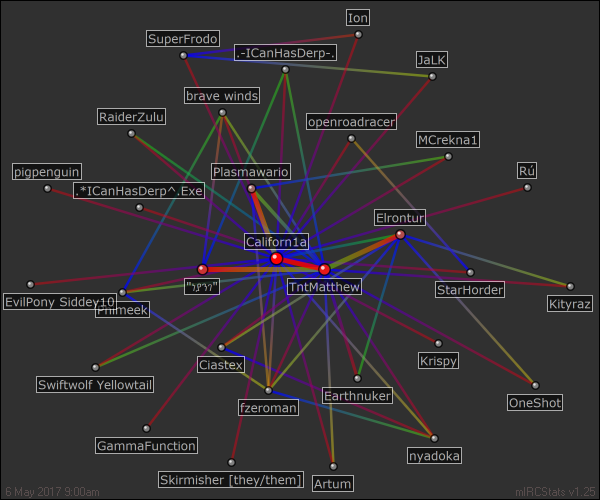 Ion
SuperFrodo
.-ICanHasDerp-.
JaLK
brave winds
RaiderZulu
openroadracer
MCrekna1
pigpenguin
Plasmawario
Rú
.*ICanHasDerp^.Exe
Elrontur
Californ1a
TntMatthew
StarHorder
EvilPony Siddey10
Phimeek
Kityraz
Krispy
Ciastex
Swiftwolf Yellowtail
Earthnuker
OneShot
fzeroman
GammaFunction
nyadoka
Skirmisher [they/them]
Artum
6 May 2017 9:00am
mIRCStats v1.25